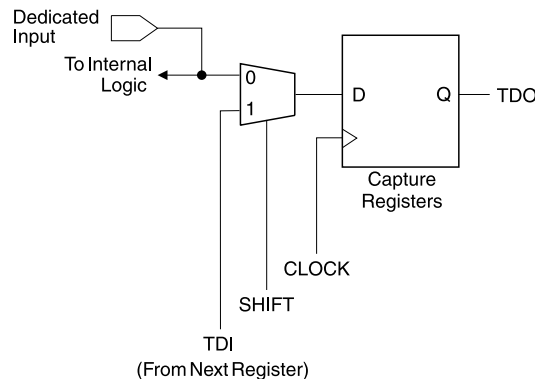 Dedicated
Input
To Internal
Logic
0
1
D
Q
TDO
Capture
Registers
CLOCK
SHIFT
TDI
(From Next Register)